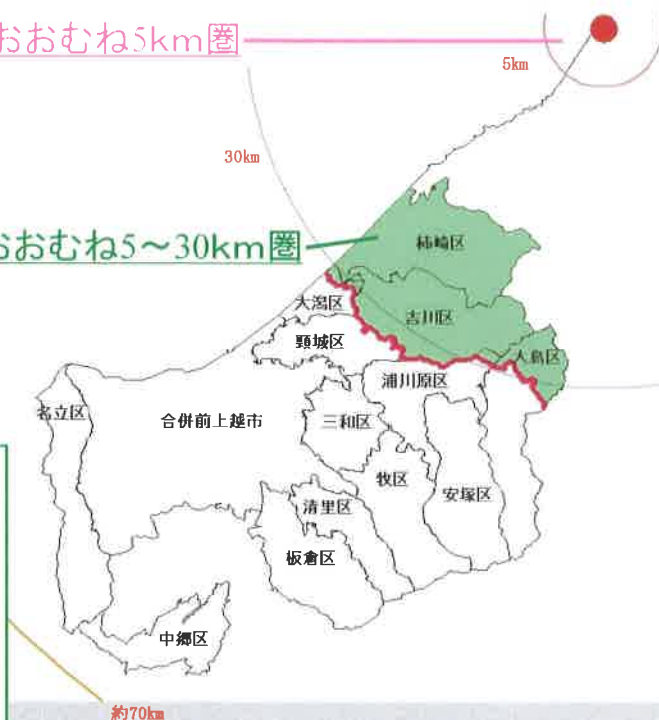 おおむね5km圏
5km
30km
柿崎区
おおむね5～30km圏
大潟区
吉川区
頸城区
大島区
浦川原区
名立区
合併前上越市
三和区
牧区
安塚区
清里区
板倉区
中郷区
約70km